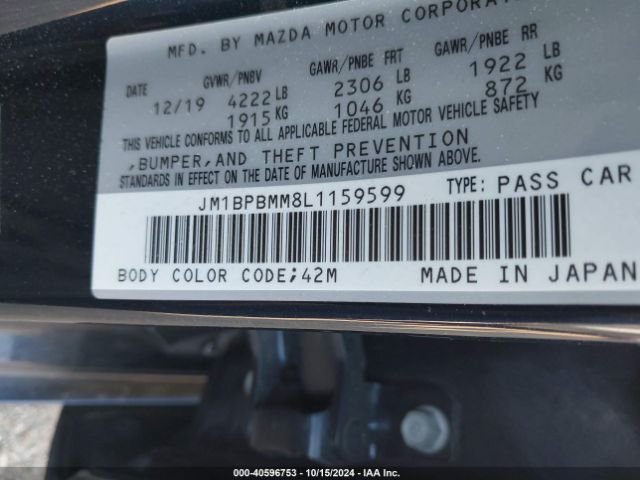 MFD. BY MAZDA MOTOR CORPORAT
DATE GVWR/PNBV GAWR/PNBE FRT GAWR/PNBE RR
12/19 4222 LB 2306 LB 1922 LB
1915 KG 1046 KG 872 KG
THIS VEHICLE CONFORMS TO ALL APPLICABLE FEDERAL MOTOR VEHICLE SAFETY
,BUMPER,AND THEFT PREVENTION
STANDARDS IN EFFECT ON THE DATE OF MANUFACTURE SHOWN ABOVE.
JM1BPBMM8L1159599 TYPE: PASS CAR
BODY COLOR CODE;42M MADE IN JAPAN
000-40596753 - 10/15/2024 - IAA Inc.